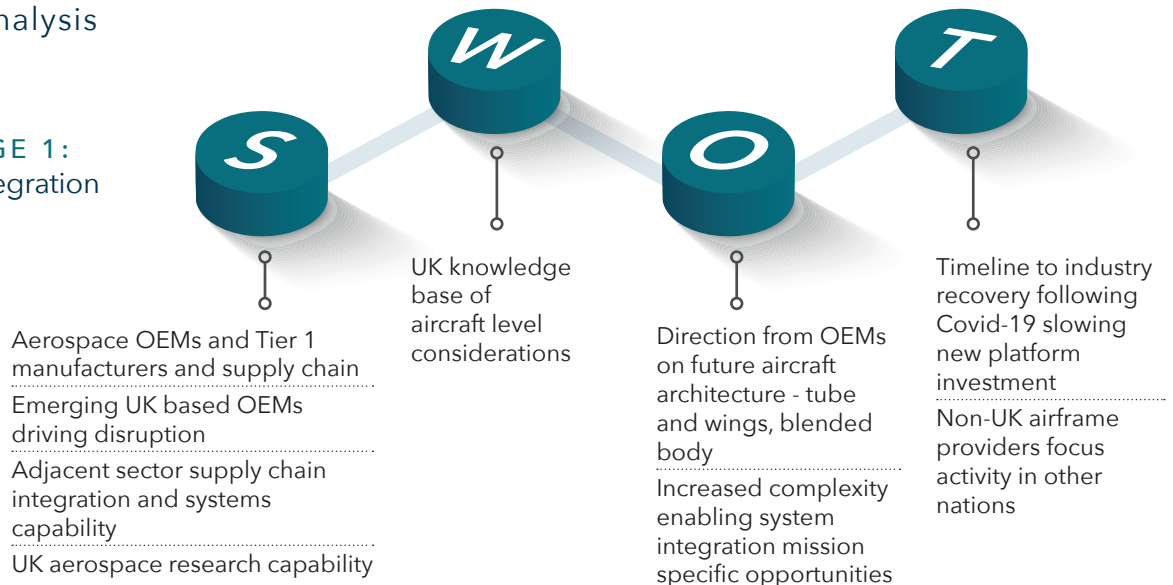 nalysis
GE 1:
egration
S
Aerospace OEMs and Tier 1
manufacturers and supply chain
Emerging UK based OEMs
driving disruption
Adjacent sector supply chain
integration and systems
capability
UK aerospace research capability
W
UK knowledge
base of
aircraft level
considerations
O
Direction from OEMs
on future aircraft
architecture - tube
and wings, blended
body
Increased complexity
enabling system
integration mission
specific opportunities
T
Timeline to industry
recovery following
Covid-19 slowing
new platform
investment
Non-UK airframe
providers focus
activity in other
nations